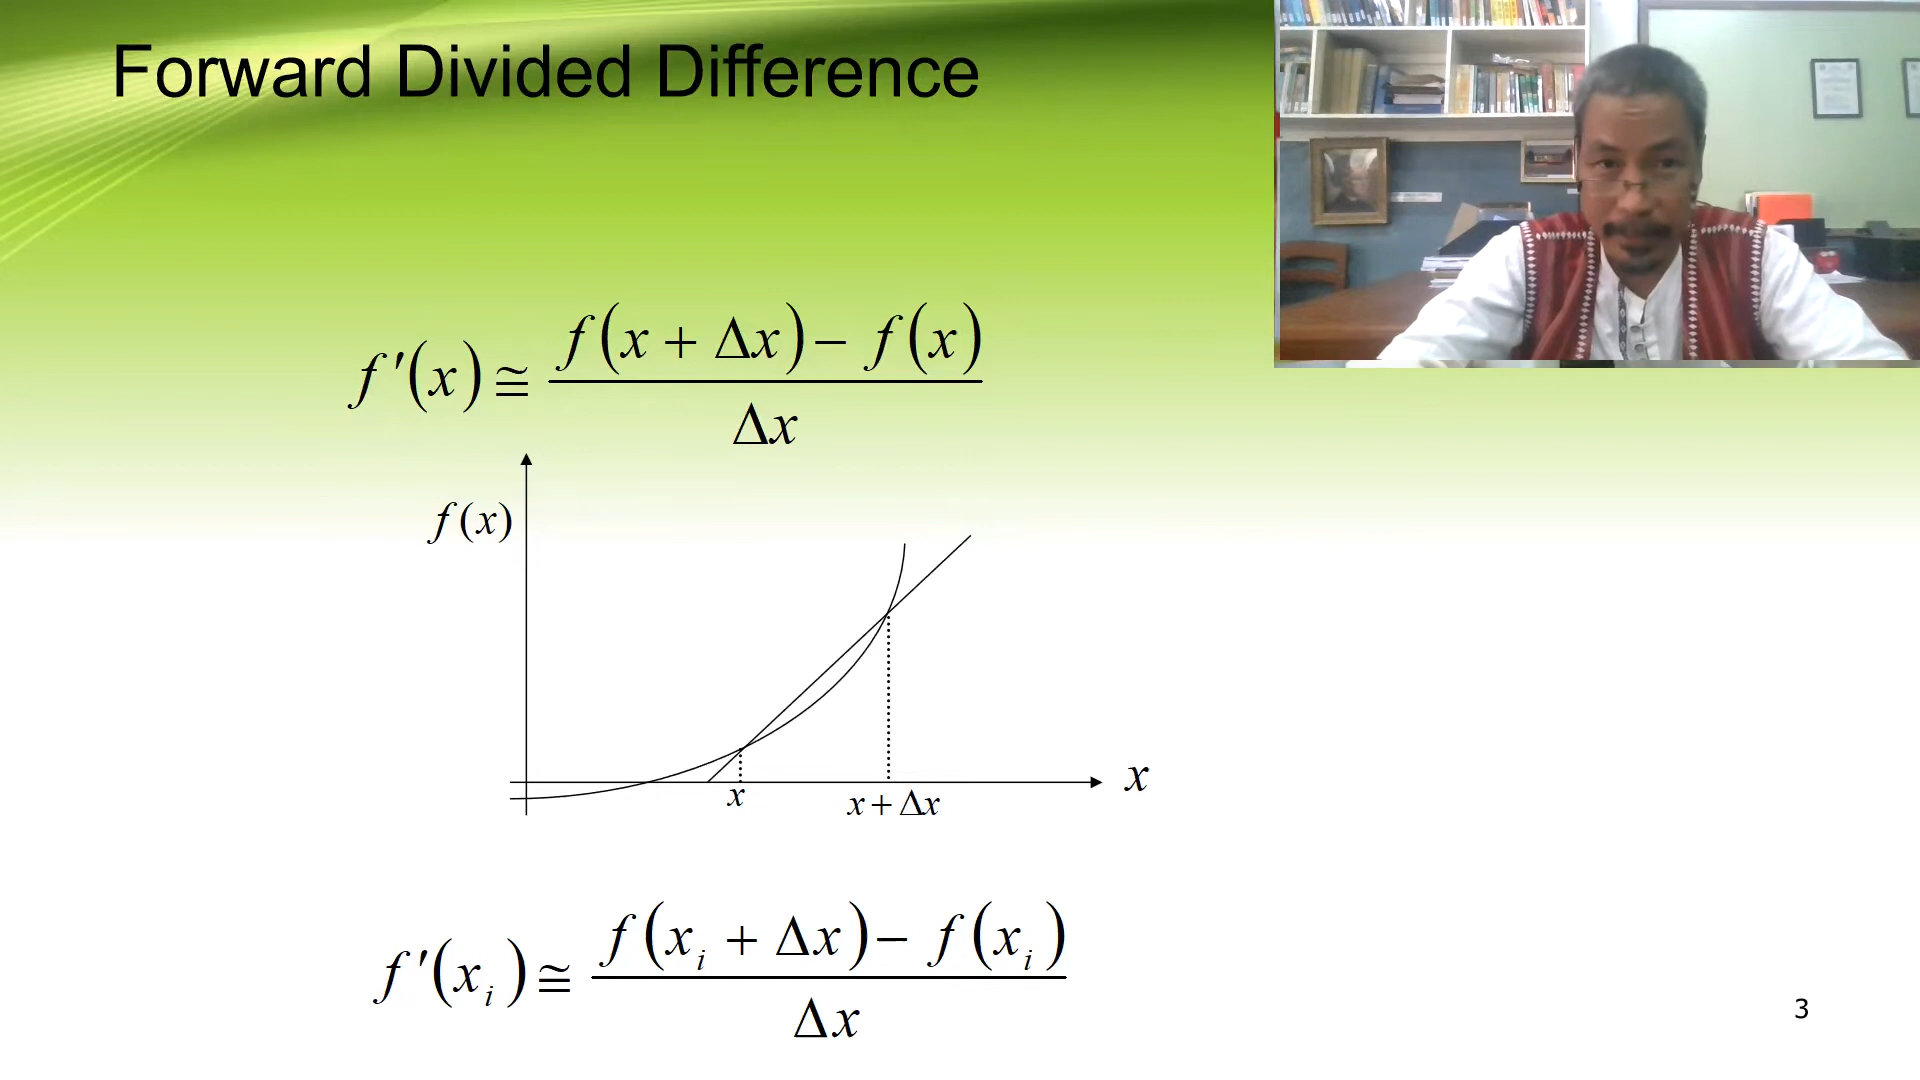 Forward Divided Difference
f′(x) ≅ (f(x + Δx) − f(x)) / Δx
f(x)
x
x
x + Δx
f′(xᵢ) ≅ (f(xᵢ + Δx) − f(xᵢ)) / Δx
3